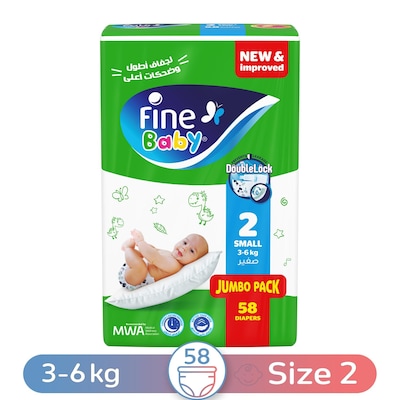 لجفاف أطول
وضحكات أعلى
NEW &
improved
fine
Baby
DoubleLock
2
SMALL
3-6 kg
صغير
JUMBO PACK
58
DIAPERS
MWA
3-6 kg
58
Size 2